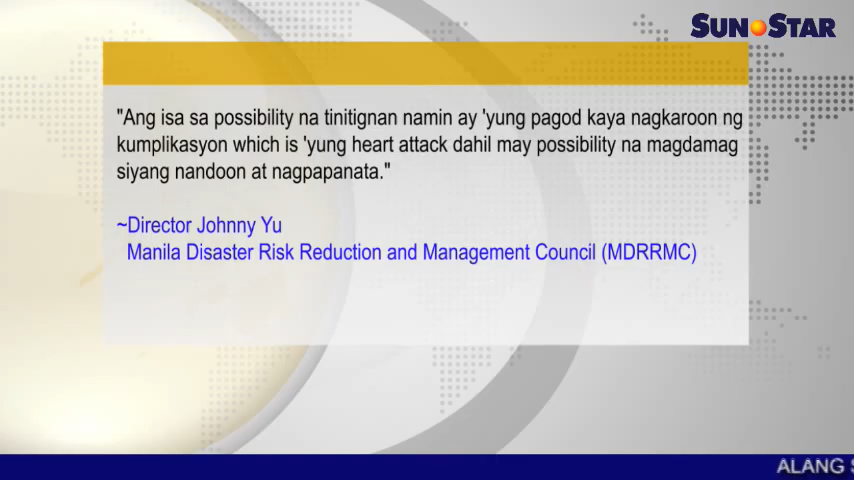 SUN STAR
"Ang isa sa possibility na tinitignan namin ay 'yung pagod kaya nagkaroon ng
kumplikasyon which is 'yung heart attack dahil may possibility na magdamag
siyang nandoon at nagpapanata."
~Director Johnny Yu
Manila Disaster Risk Reduction and Management Council (MDRRMC)
ALANG